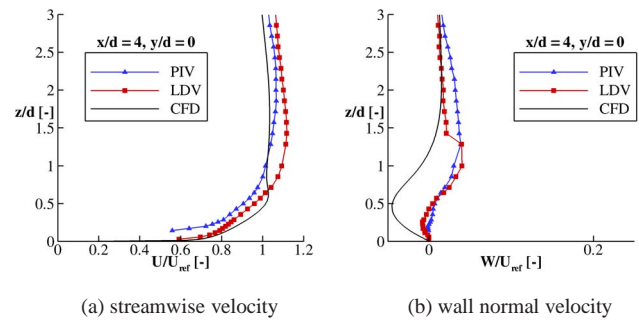 3
2.5
2
1.5
1
0.5
0
z/d [-]
x/d = 4, y/d=0
PIV
LDV
CFD
0 0.2 0.4 0.6 0.8 1 1.2
U/U_ref [-]
(a) streamwise velocity
3
2.5
2
1.5
1
0.5
0
z/d [-]
x/d = 4, y/d=0
PIV
LDV
CFD
0 0.2
W/U_ref [-]
(b) wall normal velocity